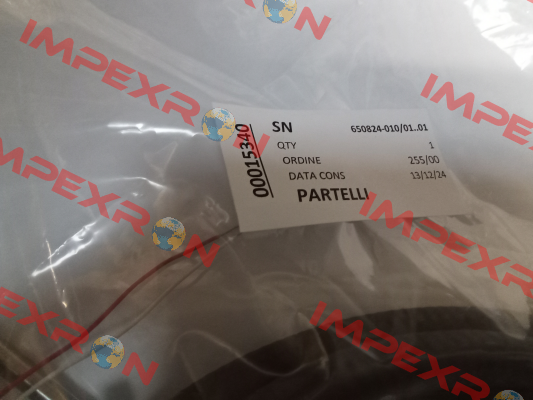 IMPEXRON
IMPEXRON
IMPEXRON
IMPEXRON
IMPEXRON
IMPEXRON
00015340
SN 650824-010/01..01
QTY 1
ORDINE 255/00
DATA CONS 13/12/24
PARTELLI